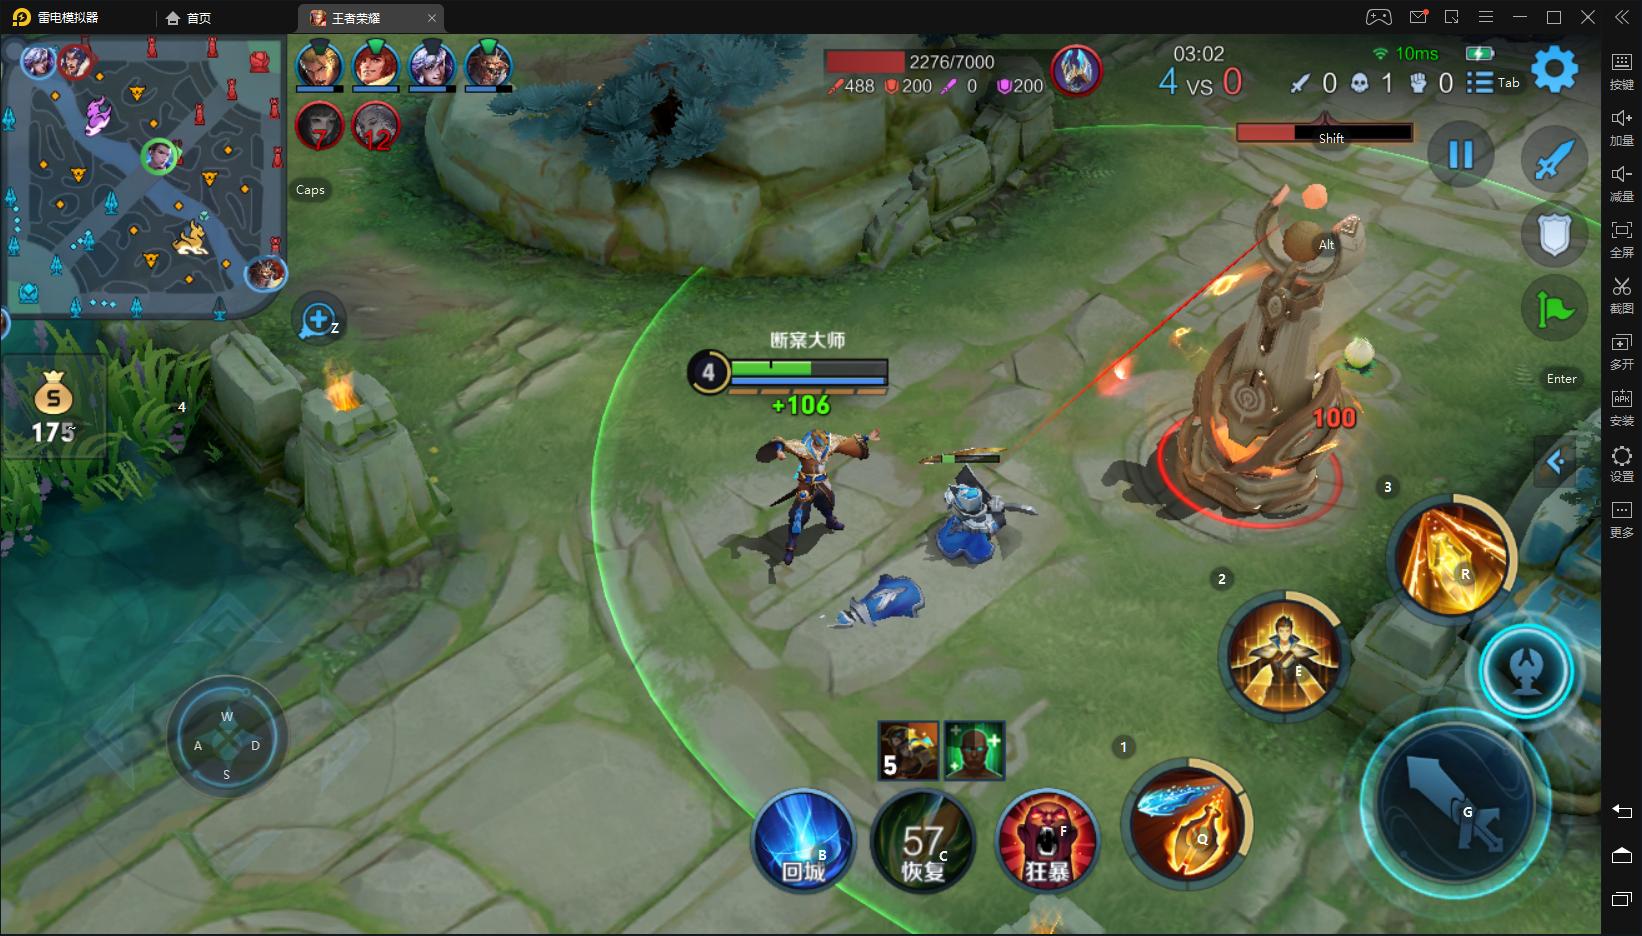 雷电模拟器
首页
王者荣耀
2276/7000
488
200
0
200
03:02
10ms
4 VS 0
0
1
0
Tab
按键
加量
减量
全屏
截图
多开
安装
设置
更多
7
12
Caps
Shift
Alt
Enter
Z
S
175
4
断案大师
4
+106
100
3
R
2
E
W
A
D
S
5
1
回城
B
57
恢复
C
F
狂暴
Q
G
APK